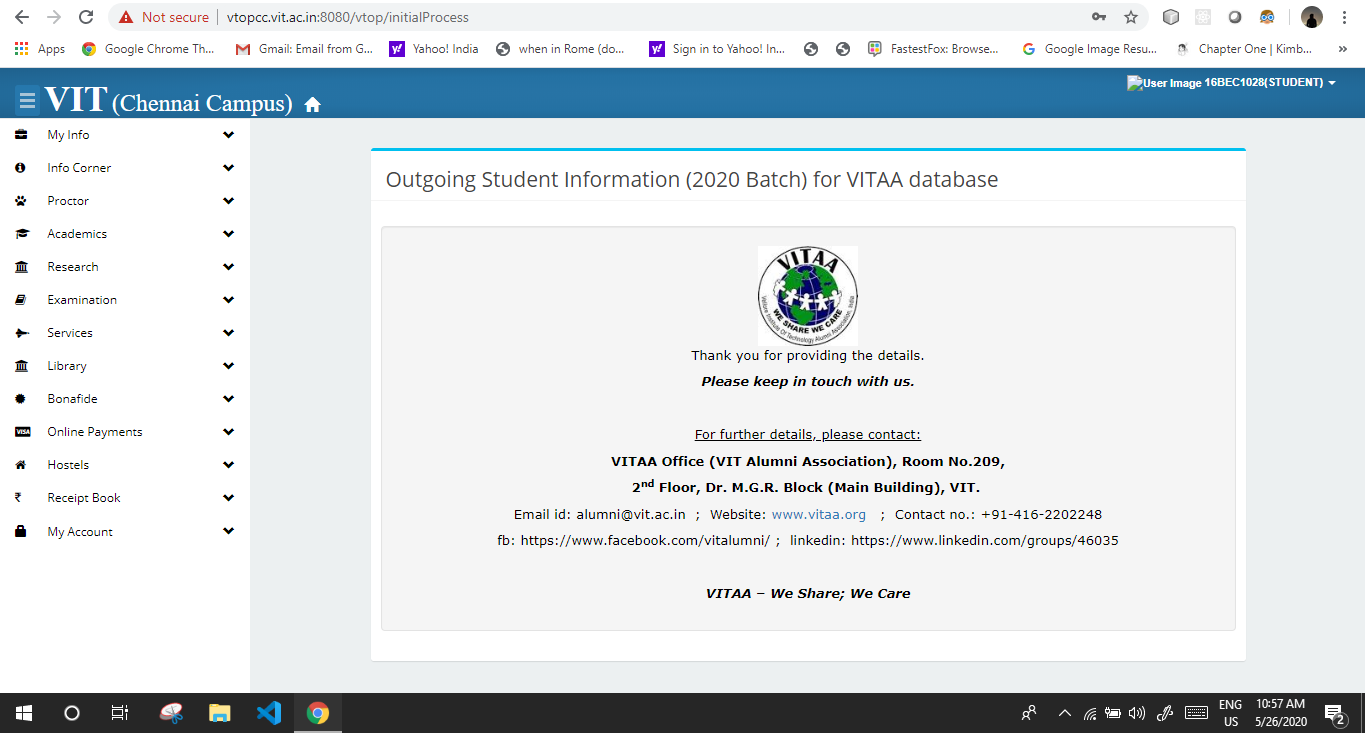 Not secure | vtopcc.vit.ac.in:8080/vtop/initialProcess
Apps Google Chrome Th... Gmail: Email from G... Yahoo! India when in Rome (do... Sign in to Yahoo! In... FastestFox: Browse... Google Image Resu... Chapter One | Kimb... »
VIT (Chennai Campus)
User Image 16BEC1028(STUDENT)
My Info
Info Corner
Proctor
Academics
Research
Examination
Services
Library
Bonafide
VISA Online Payments
Hostels
₹ Receipt Book
My Account
Outgoing Student Information (2020 Batch) for VITAA database
VITAA
Vellore Institute Of Technology Alumni Association, India
WE SHARE WE CARE
Thank you for providing the details.
Please keep in touch with us.
For further details, please contact:
VITAA Office (VIT Alumni Association), Room No.209,
2nd Floor, Dr. M.G.R. Block (Main Building), VIT.
Email id: alumni@vit.ac.in ; Website: www.vitaa.org ; Contact no.: +91-416-2202248
fb: https://www.facebook.com/vitalumni/ ; linkedin: https://www.linkedin.com/groups/46035
VITAA – We Share; We Care
ENG
US
10:57 AM
5/26/2020
2